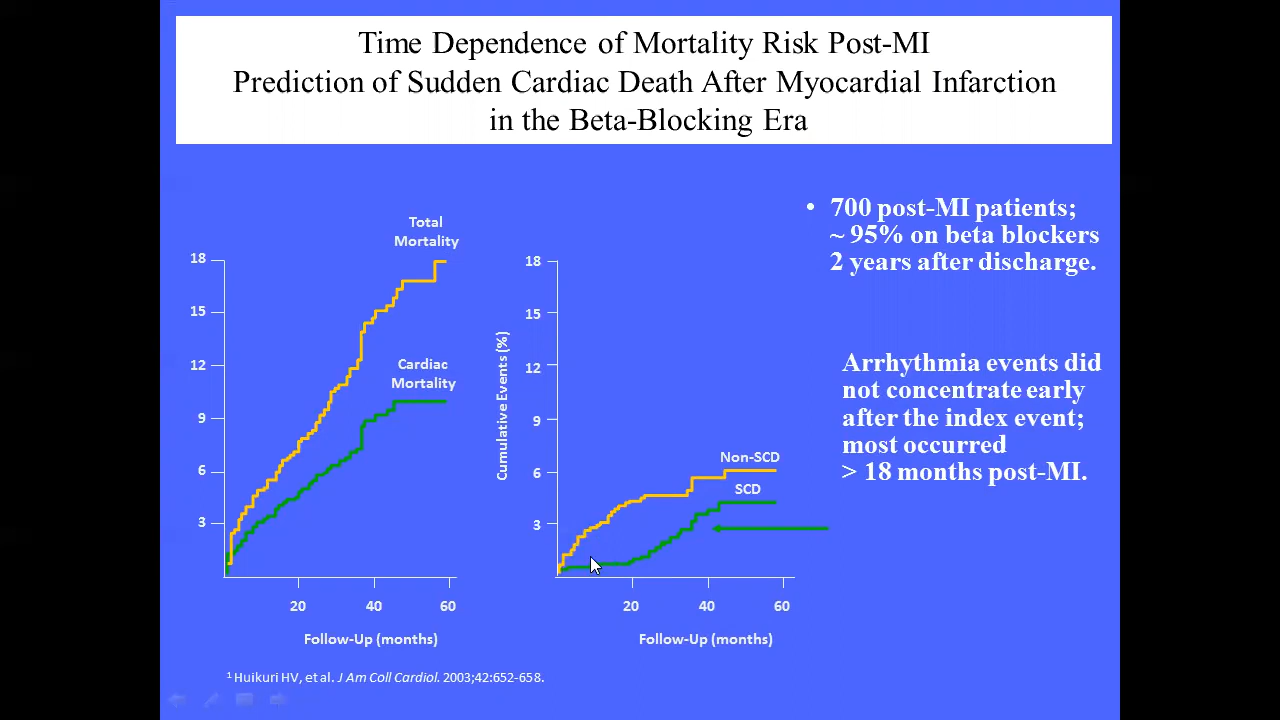 Time Dependence of Mortality Risk Post-MI
Prediction of Sudden Cardiac Death After Myocardial Infarction
in the Beta-Blocking Era
• 700 post-MI patients;
~ 95% on beta blockers
2 years after discharge.
Arrhythmia events did
not concentrate early
after the index event;
most occurred
> 18 months post-MI.
Total
Mortality
Cardiac
Mortality
18
15
12
9
6
3
20 40 60
Follow-Up (months)
Cumulative Events (%)
18
15
12
9
6
3
Non-SCD
SCD
20 40 60
Follow-Up (months)
¹ Huikuri HV, et al. J Am Coll Cardiol. 2003;42:652-658.